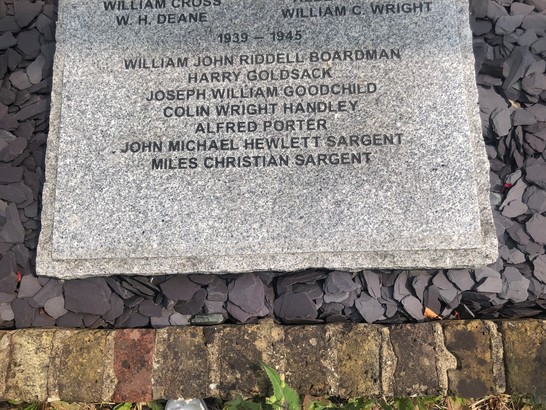 WILLIAM CROSS
W. H. DEANE
WILLIAM C. WRIGHT
1939 – 1945
WILLIAM JOHN RIDDELL BOARDMAN
HARRY GOLDSACK
JOSEPH WILLIAM GOODCHILD
COLIN WRIGHT HANDLEY
ALFRED PORTER
JOHN MICHAEL HEWLETT SARGENT
MILES CHRISTIAN SARGENT